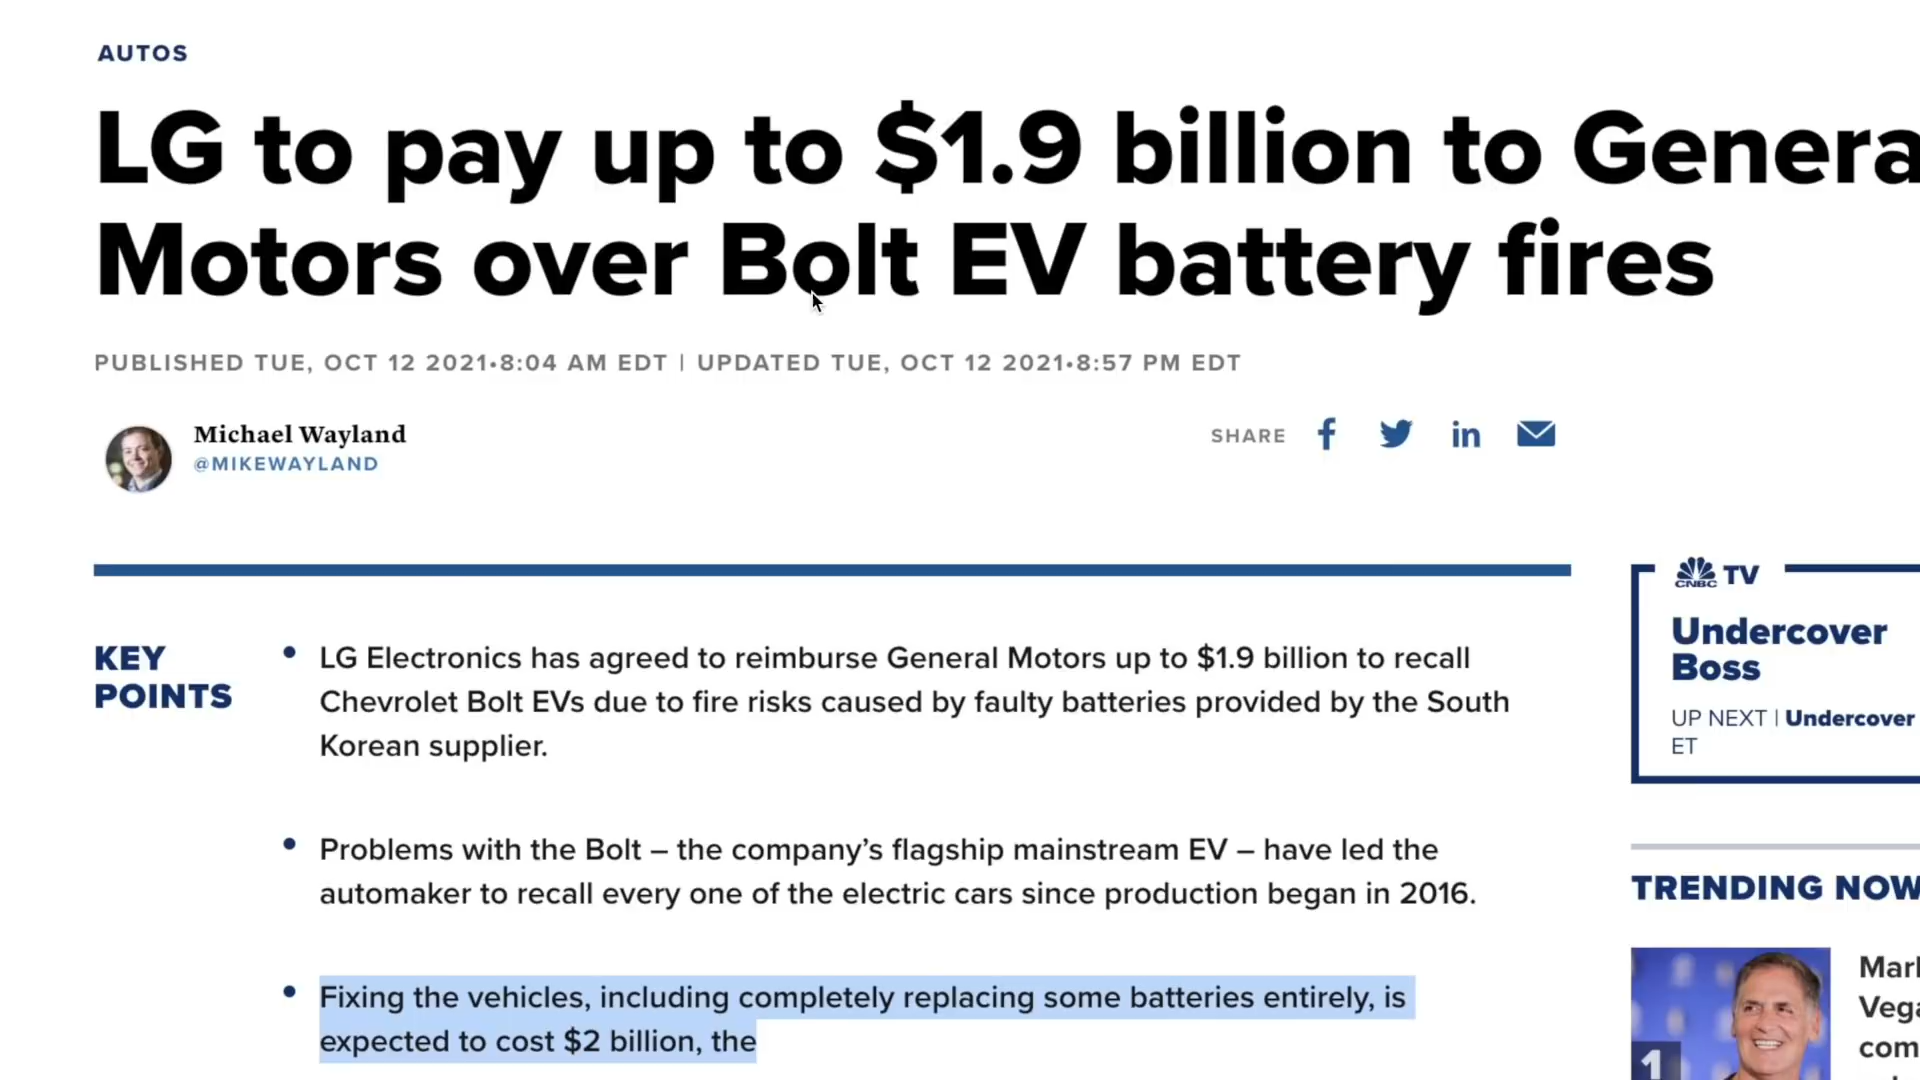 AUTOS
LG to pay up to $1.9 billion to Genera
Motors over Bolt EV battery fires
PUBLISHED TUE, OCT 12 2021•8:04 AM EDT | UPDATED TUE, OCT 12 2021•8:57 PM EDT
Michael Wayland
@MIKEWAYLAND
SHARE
KEY
POINTS
• LG Electronics has agreed to reimburse General Motors up to $1.9 billion to recall
Chevrolet Bolt EVs due to fire risks caused by faulty batteries provided by the South
Korean supplier.
• Problems with the Bolt – the company’s flagship mainstream EV – have led the
automaker to recall every one of the electric cars since production began in 2016.
• Fixing the vehicles, including completely replacing some batteries entirely, is
expected to cost $2 billion, the
CNBC TV
Undercover
Boss
UP NEXT | Undercover
ET
TRENDING NOW
1
Mar
Vega
com